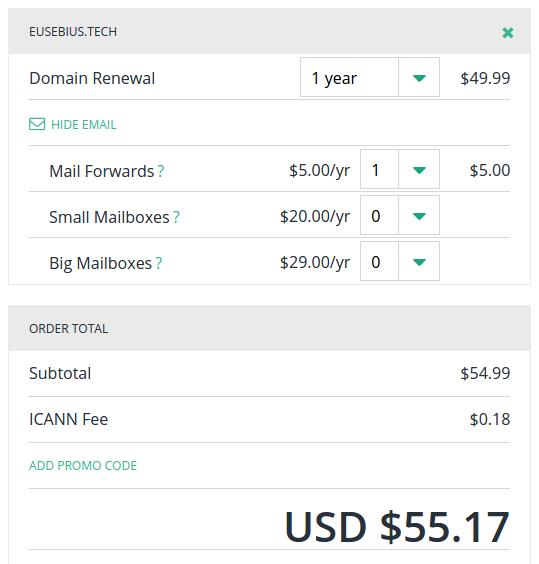 EUSEBIUS.TECH
Domain Renewal 1 year $49.99
HIDE EMAIL
Mail Forwards ? $5.00/yr 1 $5.00
Small Mailboxes ? $20.00/yr 0
Big Mailboxes ? $29.00/yr 0
ORDER TOTAL
Subtotal $54.99
ICANN Fee $0.18
ADD PROMO CODE
USD $55.17